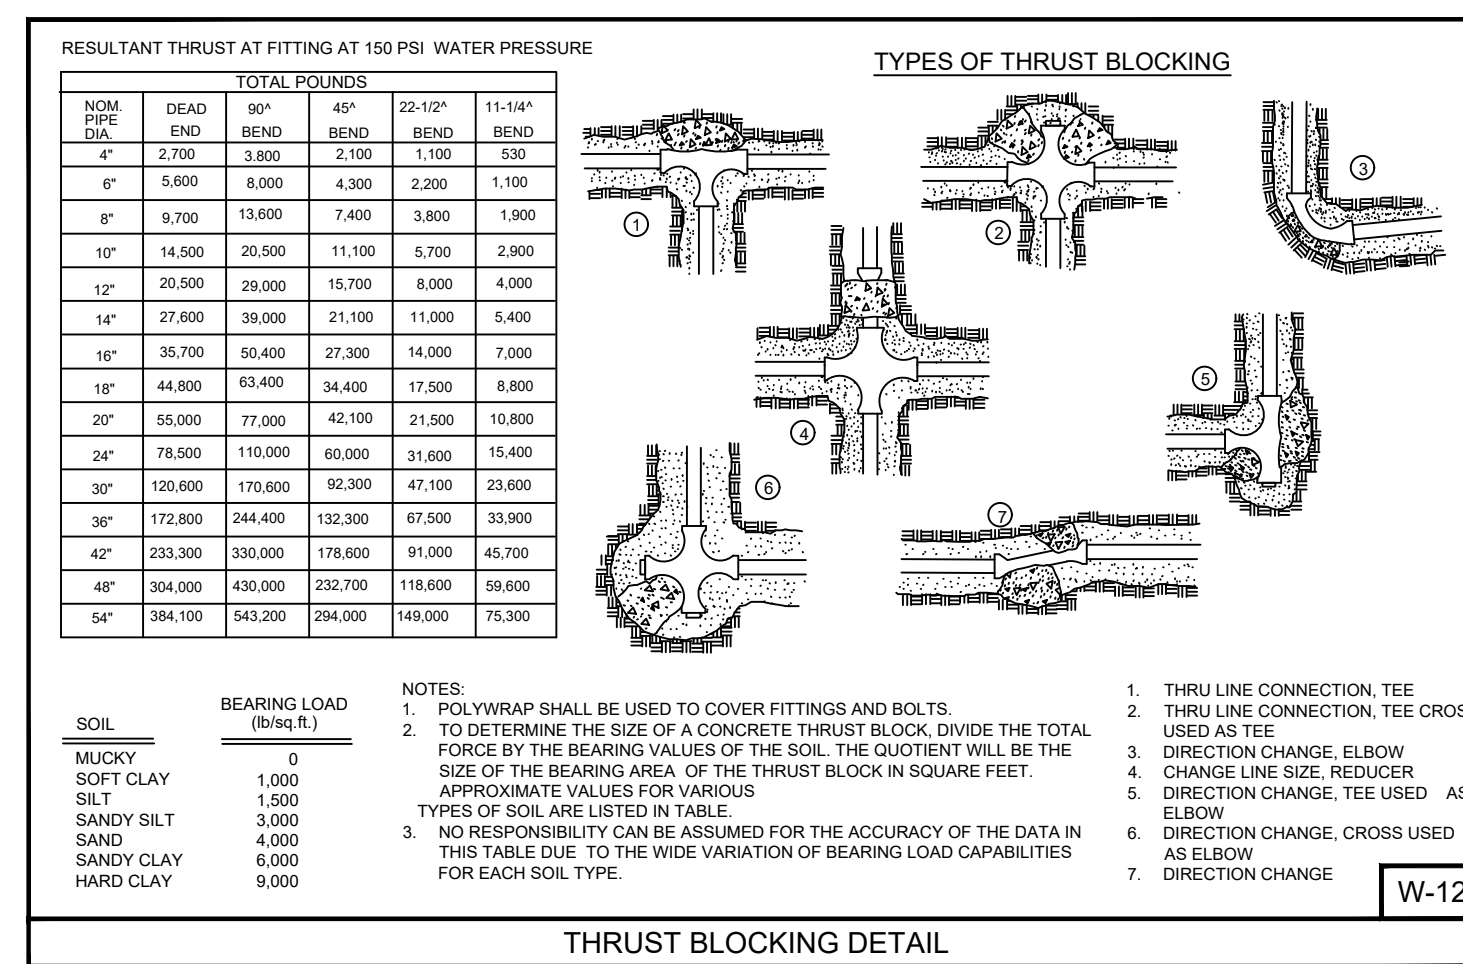 RESULTANT THRUST AT FITTING AT 150 PSI WATER PRESSURE
TOTAL POUNDS
NOM. PIPE DIA. DEAD END 90^ BEND 45^ BEND 22-1/2^ BEND 11-1/4^ BEND
4" 2,700 3.800 2,100 1,100 530
6" 5,600 8,000 4,300 2,200 1,100
8" 9,700 13,600 7,400 3,800 1,900
10" 14,500 20,500 11,100 5,700 2,900
12" 20,500 29,000 15,700 8,000 4,000
14" 27,600 39,000 21,100 11,000 5,400
16" 35,700 50,400 27,300 14,000 7,000
18" 44,800 63,400 34,400 17,500 8,800
20" 55,000 77,000 42,100 21,500 10,800
24" 78,500 110,000 60,000 31,600 15,400
30" 120,600 170,600 92,300 47,100 23,600
36" 172,800 244,400 132,300 67,500 33,900
42" 233,300 330,000 178,600 91,000 45,700
48" 304,000 430,000 232,700 118,600 59,600
54" 384,100 543,200 294,000 149,000 75,300
TYPES OF THRUST BLOCKING
1
2
3
4
5
6
7
SOIL BEARING LOAD (lb/sq.ft.)
MUCKY 0
SOFT CLAY 1,000
SILT 1,500
SANDY SILT 3,000
SAND 4,000
SANDY CLAY 6,000
HARD CLAY 9,000
NOTES:
1. POLYWRAP SHALL BE USED TO COVER FITTINGS AND BOLTS.
2. TO DETERMINE THE SIZE OF A CONCRETE THRUST BLOCK, DIVIDE THE TOTAL
FORCE BY THE BEARING VALUES OF THE SOIL. THE QUOTIENT WILL BE THE
SIZE OF THE BEARING AREA OF THE THRUST BLOCK IN SQUARE FEET.
APPROXIMATE VALUES FOR VARIOUS
TYPES OF SOIL ARE LISTED IN TABLE.
3. NO RESPONSIBILITY CAN BE ASSUMED FOR THE ACCURACY OF THE DATA IN
THIS TABLE DUE TO THE WIDE VARIATION OF BEARING LOAD CAPABILITIES
FOR EACH SOIL TYPE.
1. THRU LINE CONNECTION, TEE
2. THRU LINE CONNECTION, TEE CROS
USED AS TEE
3. DIRECTION CHANGE, ELBOW
4. CHANGE LINE SIZE, REDUCER
5. DIRECTION CHANGE, TEE USED AS
ELBOW
6. DIRECTION CHANGE, CROSS USED
AS ELBOW
7. DIRECTION CHANGE
W-12
THRUST BLOCKING DETAIL